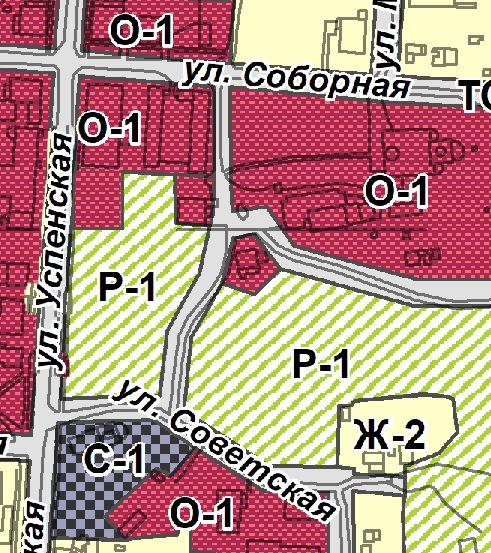 О-1
ул. Соборная
О-1
О-1
ул. Успенская
Р-1
Р-1
ул. Советская
Ж-2
С-1
О-1